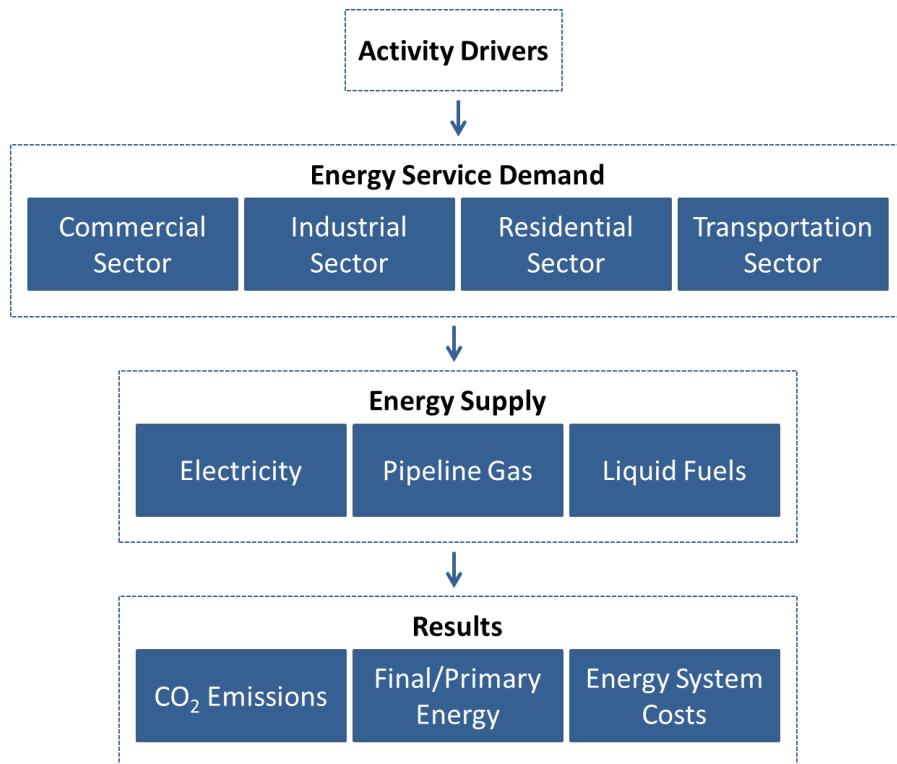 Activity Drivers
Energy Service Demand
Commercial
Sector
Industrial
Sector
Residential
Sector
Transportation
Sector
Energy Supply
Electricity
Pipeline Gas
Liquid Fuels
Results
CO₂ Emissions
Final/Primary
Energy
Energy System
Costs